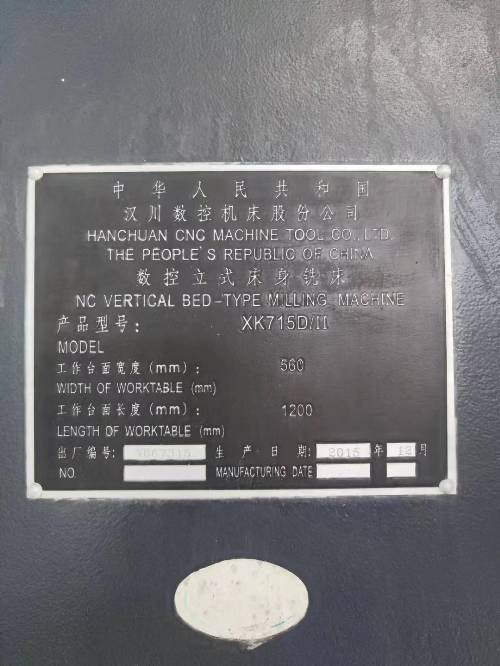 中华人民共和国
汉川数控机床股份公司
HANCHUAN CNC MACHINE TOOL CO., LTD.
THE PEOPLE'S REPUBLIC OF CHINA
数控立式床身铣床
NC VERTICAL BED-TYPE MILLING MACHINE
产品型号: XK715D/II
MODEL
工作台面宽度(mm): 560
WIDTH OF WORKTABLE (mm)
工作台面长度(mm): 1200
LENGTH OF WORKTABLE (mm)
出厂编号: 生产日期: 2015 年 12 月
NO. MANUFACTURING DATE